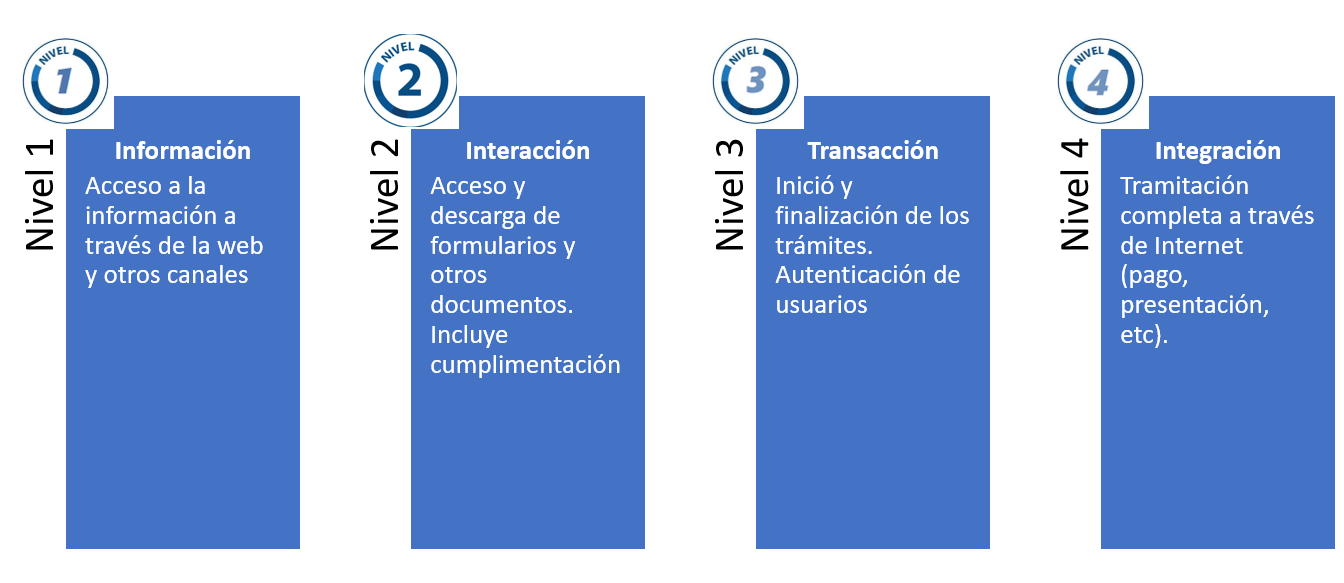 NIVEL
1
Nivel 1
Información
Acceso a la
información a
través de la web
y otros canales
NIVEL
2
Nivel 2
Interacción
Acceso y
descarga de
formularios y
otros
documentos.
Incluye
cumplimentación
NIVEL
3
Nivel 3
Transacción
Inició y
finalización de los
trámites.
Autenticación de
usuarios
NIVEL
4
Nivel 4
Integración
Tramitación
completa a través
de Internet
(pago,
presentación,
etc).